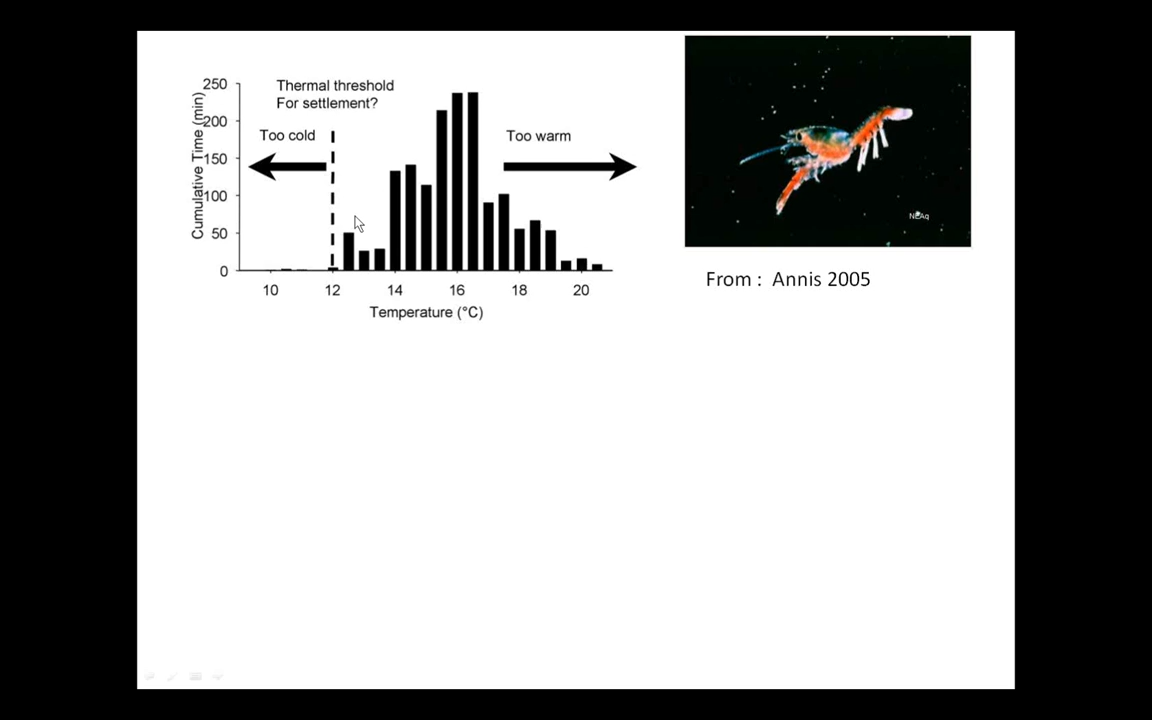 Thermal threshold
For settlement?
Too cold
Too warm
Cumulative Time (min)
250
200
150
100
50
0
10 12 14 16 18 20
Temperature (°C)
NEAq
From : Annis 2005